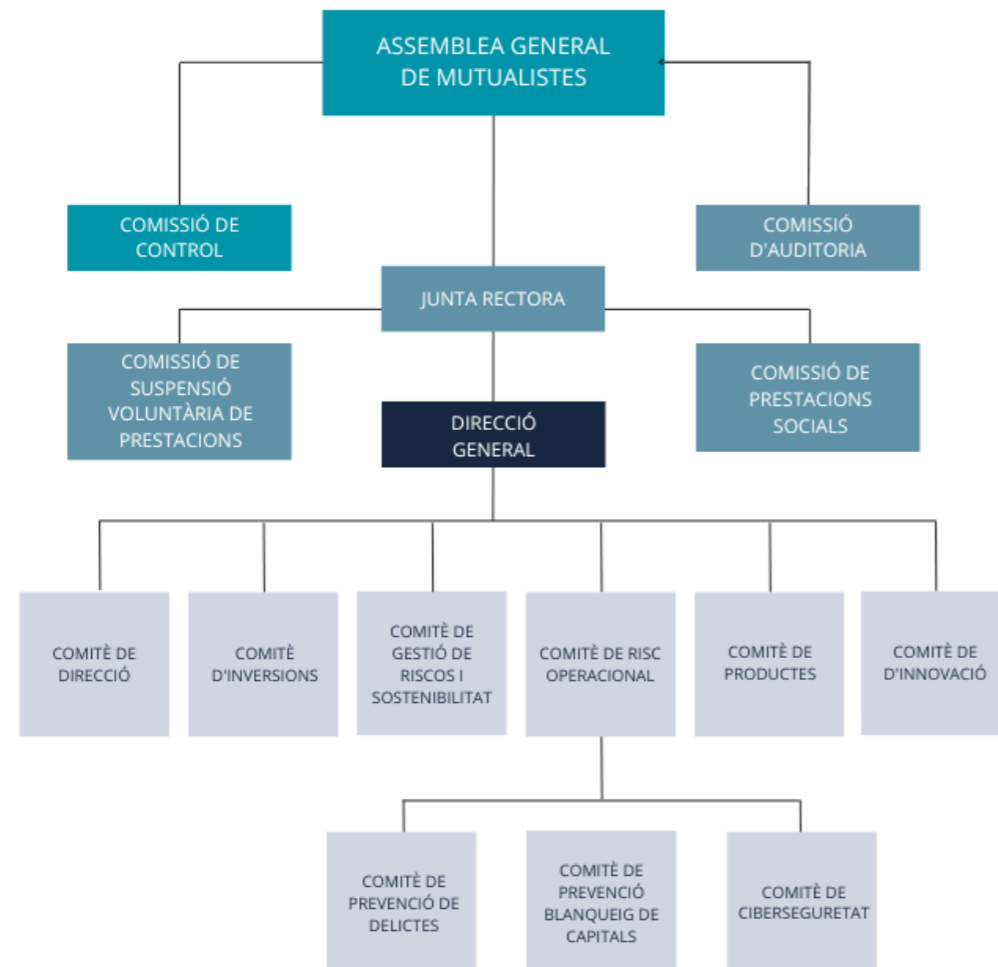 ASSEMBLEA GENERAL
DE MUTUALISTES
COMISSIÓ DE
CONTROL
COMISSIÓ
D'AUDITORIA
JUNTA RECTORA
COMISSIÓ DE
SUSPENSIÓ
VOLUNTÀRIA DE
PRESTACIONS
COMISSIÓ DE
PRESTACIONS
SOCIALS
DIRECCIÓ
GENERAL
COMITÈ DE
DIRECCIÓ
COMITÈ
D'INVERSIONS
COMITÈ DE
GESTIÓ DE
RISCOS I
SOSTENIBILITAT
COMITÈ DE RISC
OPERACIONAL
COMITÈ DE
PRODUCTES
COMITÈ DE
D'INNOVACIÓ
COMITÈ DE
PREVENCIÓ DE
DELICTES
COMITÈ DE
PREVENCIÓ
BLANQUEIG DE
CAPITALS
COMITÈ DE
CIBERSEGURETAT